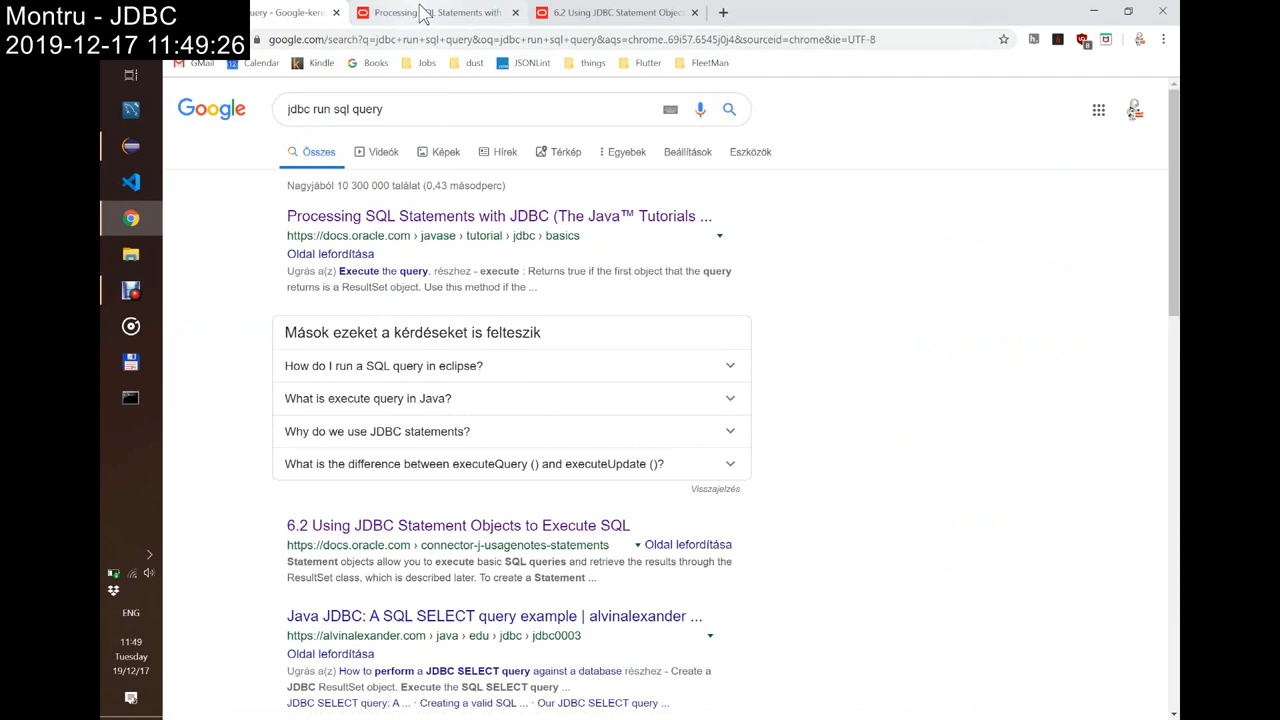 Montru - JDBC
2019-12-17 11:49:26
query - Google-ker
Processing SQL Statements with
6.2 Using JDBC Statement Objects
google.com/search?q=jdbc+run+sql+query&oq=jdbc+run+sql+query&aqs=chrome..69i57.6545j0j4&sourceid=chrome&ie=UTF-8
GMail
Calendar
Kindle
Books
Jobs
dust
JSONLint
things
Flutter
FleetMan
Google
jdbc run sql query
Összes
Videók
Képek
Hírek
Térkép
Egyebek
Beállítások
Eszközök
Nagyjából 10 300 000 találat (0,43 másodperc)
Processing SQL Statements with JDBC (The Java™ Tutorials ...
https://docs.oracle.com › javase › tutorial › jdbc › basics
Oldal lefordítása
Ugrás a(z) Execute the query. részhez - execute : Returns true if the first object that the query
returns is a ResultSet object. Use this method if the ...
Mások ezeket a kérdéseket is felteszik
How do I run a SQL query in eclipse?
What is execute query in Java?
Why do we use JDBC statements?
What is the difference between executeQuery () and executeUpdate ()?
Visszajelzés
6.2 Using JDBC Statement Objects to Execute SQL
https://docs.oracle.com › connector-j-usagenotes-statements
Oldal lefordítása
Statement objects allow you to execute basic SQL queries and retrieve the results through the
ResultSet class, which is described later. To create a Statement ...
Java JDBC: A SQL SELECT query example | alvinalexander ...
https://alvinalexander.com › java › edu › jdbc › jdbc0003
Oldal lefordítása
Ugrás a(z) How to perform a JDBC SELECT query against a database részhez - Create a
JDBC ResultSet object. Execute the SQL SELECT query ...
JDBC SELECT query: A ... · Creating a valid SQL ... · Our JDBC SELECT query ...
ENG
11:49
Tuesday
19/12/17